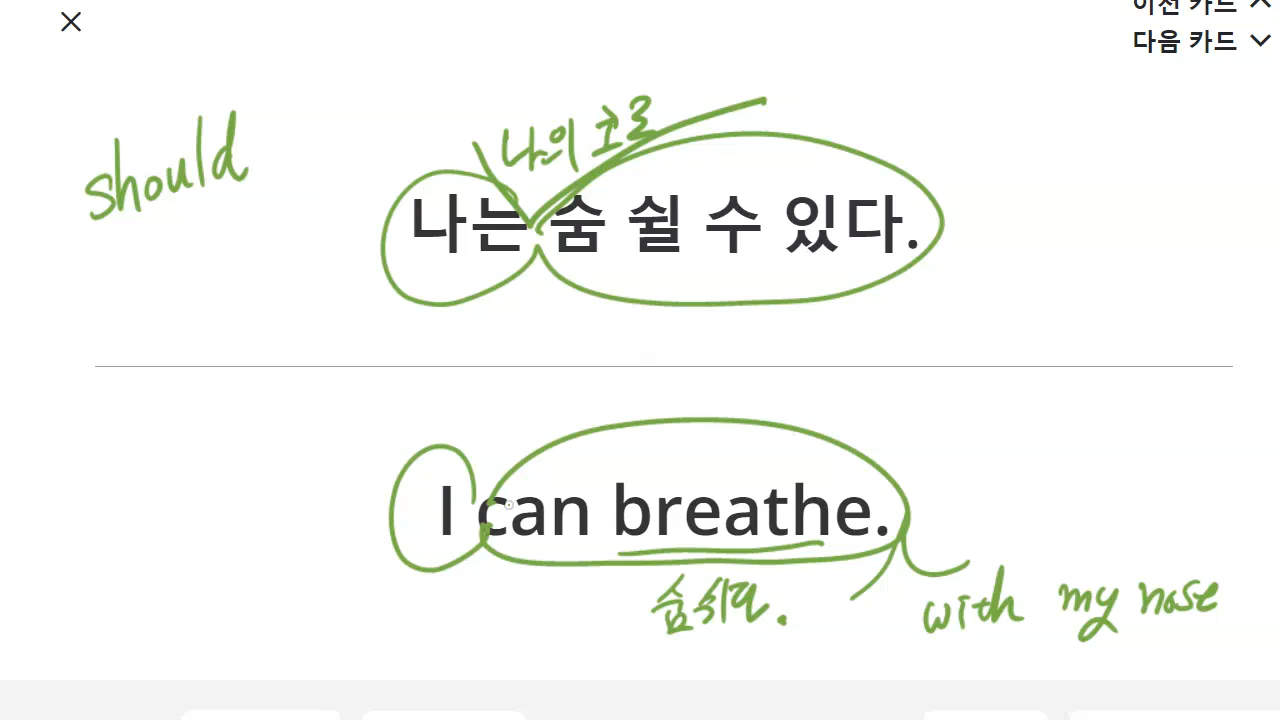 이전 카드
다음 카드
should
나의 코로
나는 숨 쉴 수 있다.
I can breathe.
숨쉬다.
with my nose